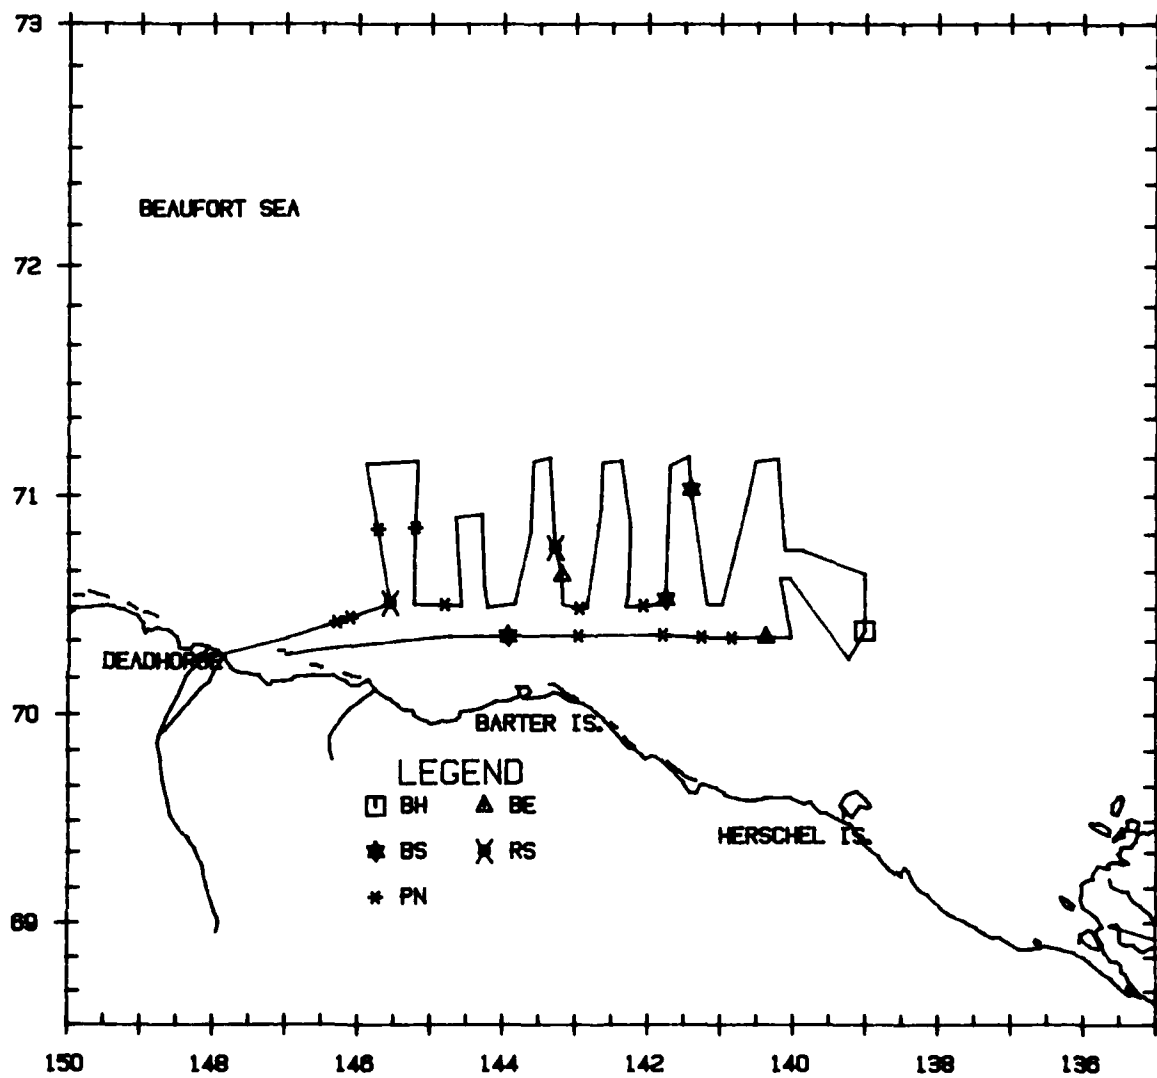 73
BEAUFORT SEA
72
71
DEADHORSE
70
BARTER IS.
LEGEND
BH BE
HERSCHEL IS.
BS RS
PN
69
150 148 146 144 142 140 138 136